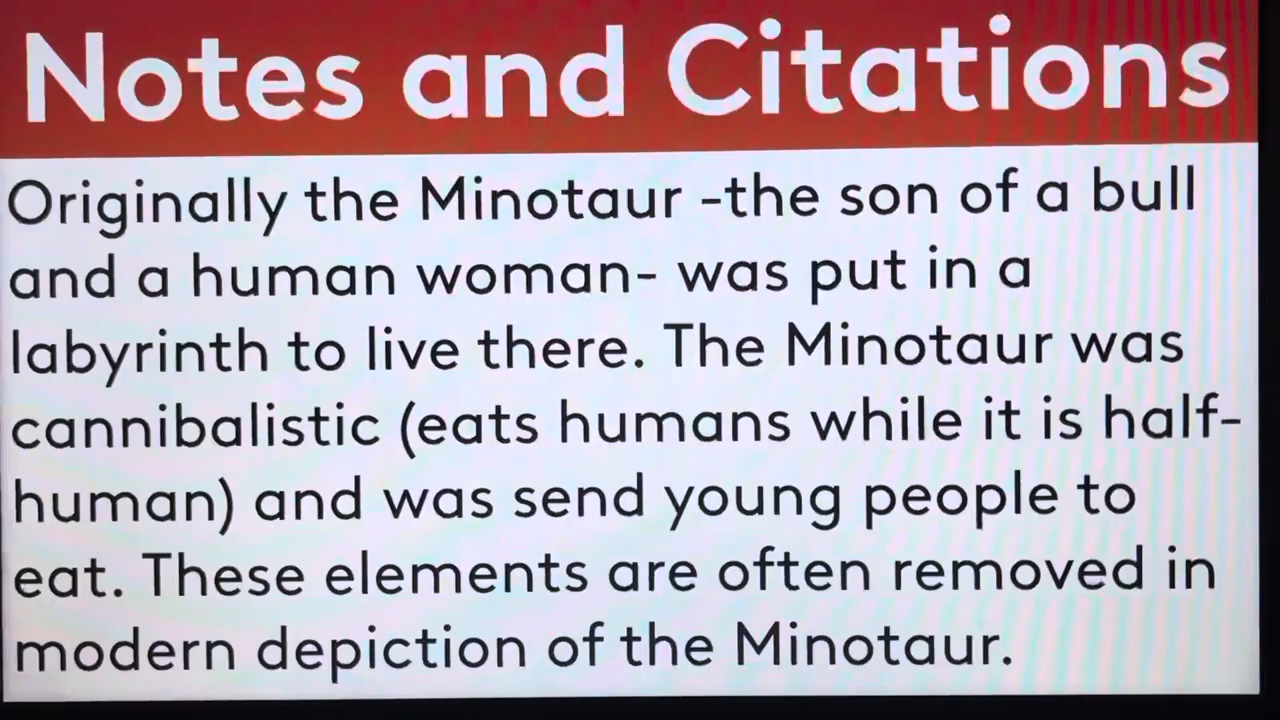 Notes and Citations
Originally the Minotaur -the son of a bull
and a human woman- was put in a
labyrinth to live there. The Minotaur was
cannibalistic (eats humans while it is half-
human) and was send young people to
eat. These elements are often removed in
modern depiction of the Minotaur.